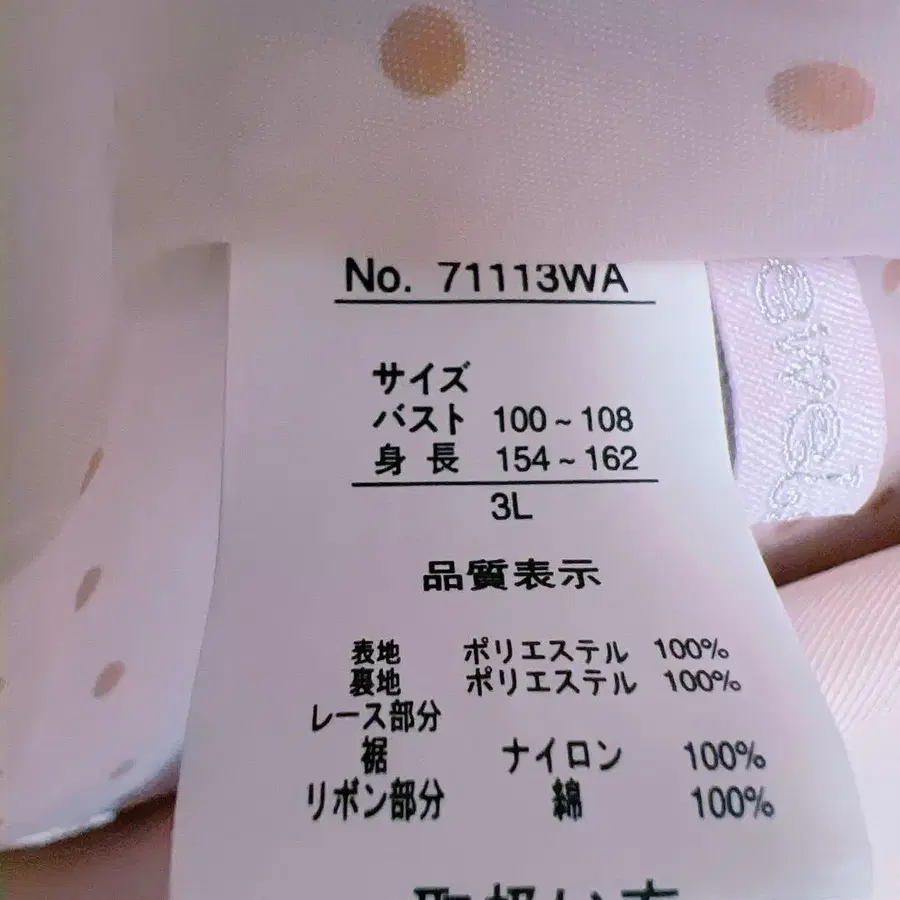 No. 71113WA
サイズ
バスト 100~108
身長 154~162
3L
品質表示
表地 ポリエステル 100%
裏地 ポリエステル 100%
レース部分
裾 ナイロン 100%
リボン部分 綿 100%